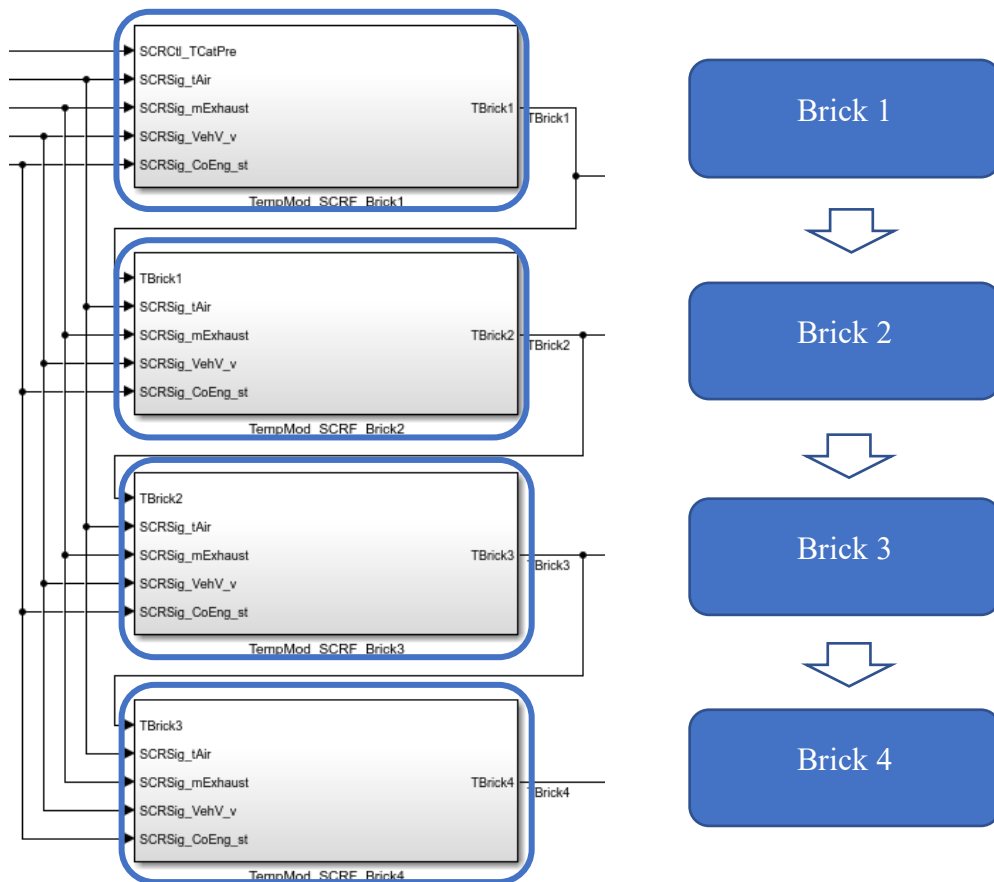 SCRCtl_TCatPre
SCRSig_tAir
SCRSig_mExhaust
SCRSig_VehV_v
SCRSig_CoEng_st
TBrick1
TBrick1
TempMod_SCRF_Brick1
TBrick1
SCRSig_tAir
SCRSig_mExhaust
SCRSig_VehV_v
SCRSig_CoEng_st
TBrick2
TBrick2
TempMod_SCRF_Brick2
TBrick2
SCRSig_tAir
SCRSig_mExhaust
SCRSig_VehV_v
SCRSig_CoEng_st
TBrick3
TBrick3
TempMod_SCRF_Brick3
TBrick3
SCRSig_tAir
SCRSig_mExhaust
SCRSig_VehV_v
SCRSig_CoEng_st
TBrick4
TBrick4
TempMod_SCRF_Brick4
Brick 1
Brick 2
Brick 3
Brick 4